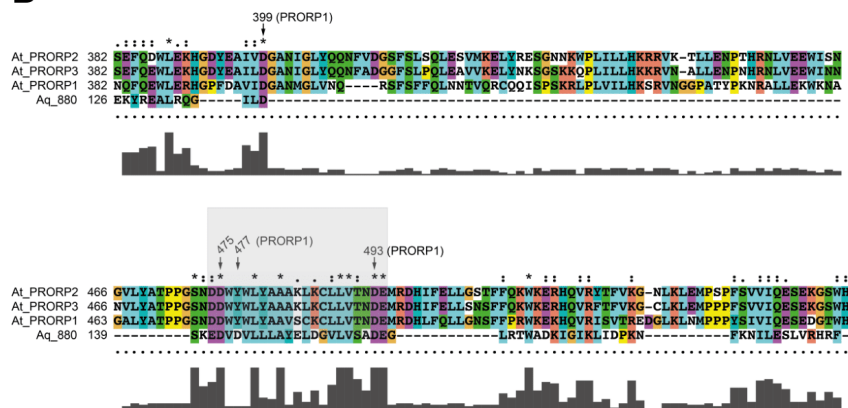 399 (PRORP1)
.:::: *.: ::*
At_PRORP2 382 SEFQDWLEKHGDYEAIVDGANIGLYQQNFVDGSFSLSQLESVMKELYRESGNNKWPLILLHKRRVK-TLLENPTHRNLVEEWISN
At_PRORP3 382 SEFQEWLEKHGDYEAIVDGANIGLYQQNFADGGFSLPQLEAVVKELYNKSGSKKQPLILLHKKRVN-ALLENPNHRNLVEEWINN
At_PRORP1 382 NQFQEWLERHGPFDAVIDGANMGLVNQ----RSFSFFQLNNTVQRCQQISPSKRLPLVILHKSRVNGGPATYPKNRALLEKWKNA
Aq_880 126 EKYREALRQG-----ILD-------------------------------------------------------------------
475 477 (PRORP1) 493 (PRORP1)
At_PRORP2 466 GVLYATPPGSNDDWYWLYAAAKLKCLLVTNDEMRDHIFELLGSTFFQKWKERHQVRYTFVKG-NLKLEMPSPFSVVIQESEKGSWH
At_PRORP3 466 NVLYATPPGSNDDWYWLYAAAKLKCLLVTNDEMRDHIFELLSNSFFQKWKERHQVRFTFVKG-CLKLEMPPPFSVVIQESEKGSWH
At_PRORP1 463 GALYATPPGSNDDWYWLYAAVSCKCLLVTNDEMRDHLFQLLGNSFFPRWKEKHQVRISVTREDGLKLNMPPPYSIVIQESEDGTWH
Aq_880 139 ---------SKEDVDVLLLAYELDGVLVSADEG------------LRTWADKIGIKLIDPKN-------FKNILESLVRHRF-